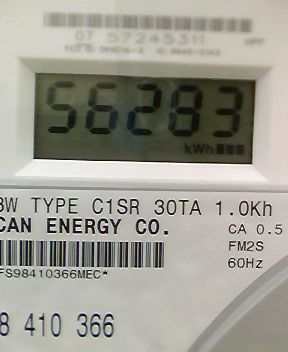 07 57245311
56283
kWh
3W TYPE C1SR 30TA 1.0Kh
CAN ENERGY CO.
CA 0.5
FM2S
60Hz
FS98410366MEC*
8 410 366